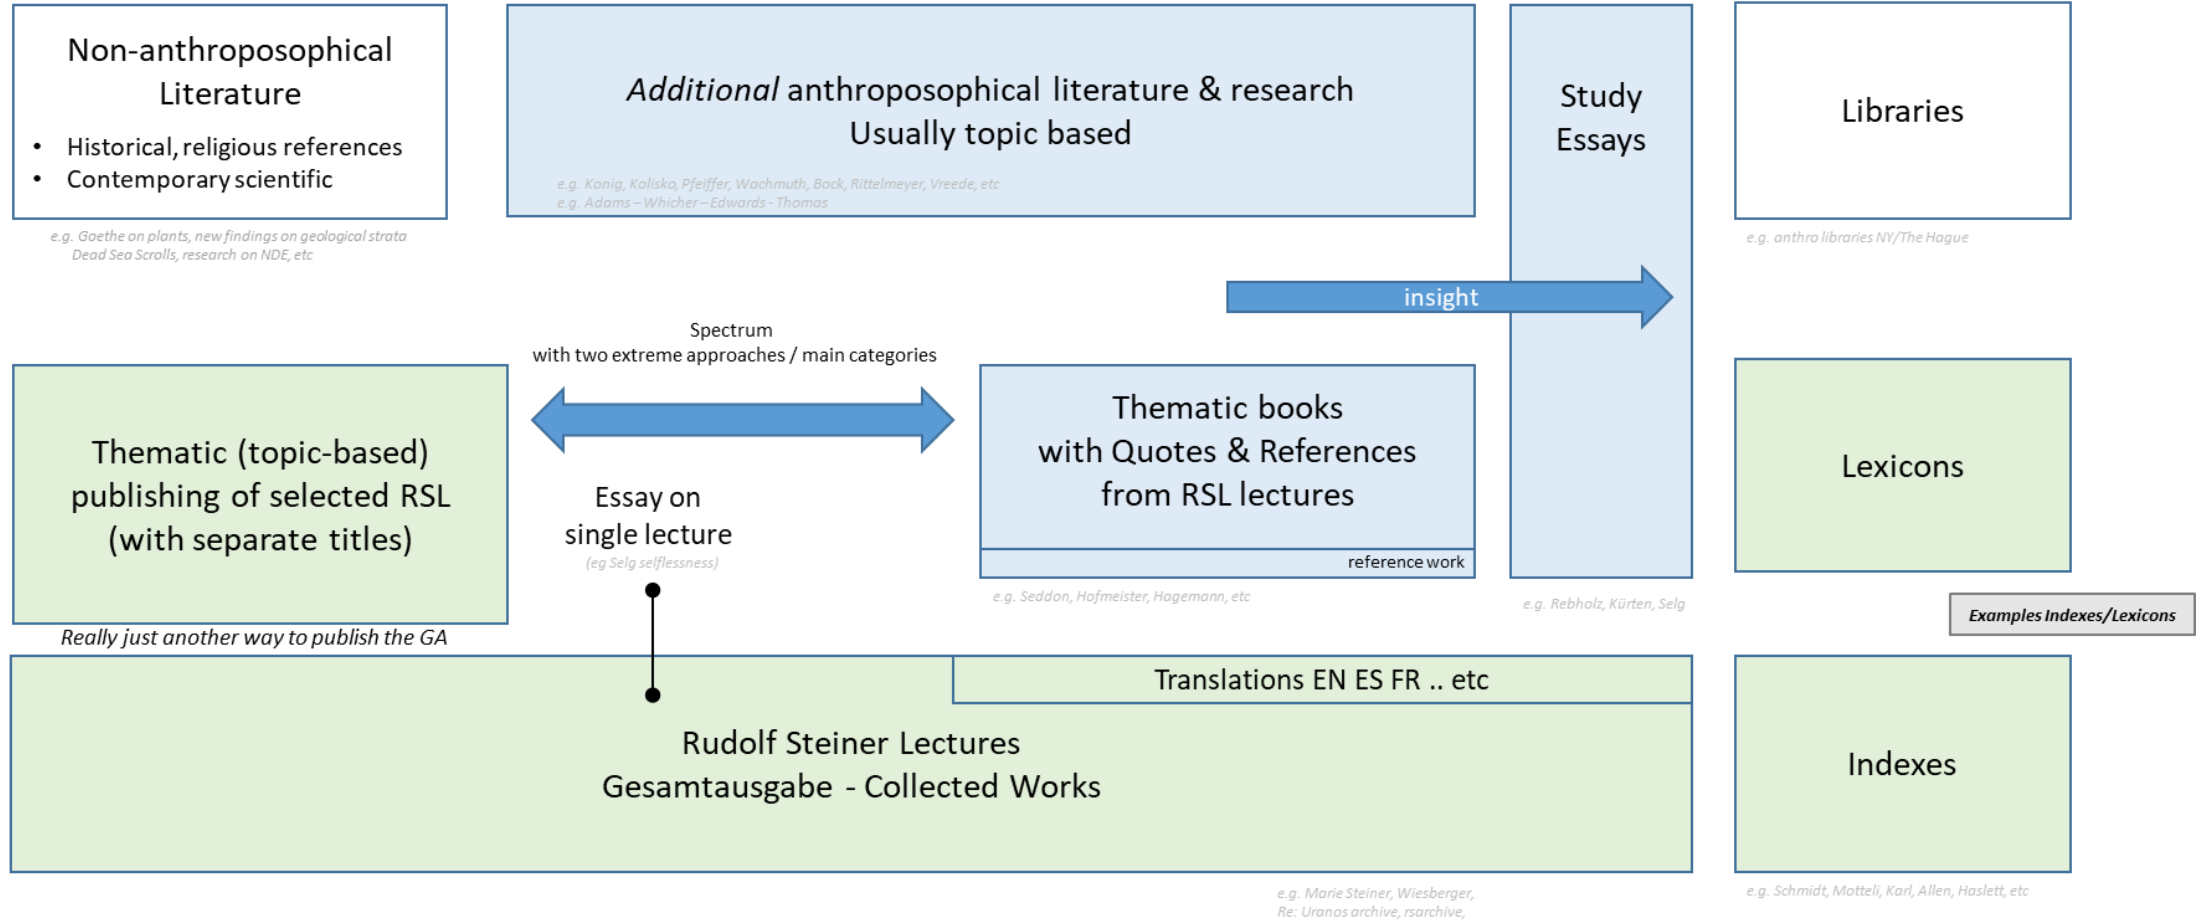 Non-anthroposophical
Literature
• Historical, religious references
• Contemporary scientific
e.g. Goethe on plants, new findings on geological strata
Dead Sea Scrolls, research on NDE, etc
Additional anthroposophical literature & research
Usually topic based
e.g. Konig, Kolisko, Pfeiffer, Wachmuth, Bock, Rittelmeyer, Vreede, etc
e.g. Adams – Whicher – Edwards - Thomas
Study
Essays
Libraries
e.g. anthro libraries NY/The Hague
insight
Spectrum
with two extreme approaches / main categories
Thematic (topic-based)
publishing of selected RSL
(with separate titles)
Really just another way to publish the GA
Essay on
single lecture
(eg Selg selflessness)
Thematic books
with Quotes & References
from RSL lectures
reference work
e.g. Seddon, Hofmeister, Hagemann, etc
e.g. Rebholz, Kürten, Selg
Lexicons
Examples Indexes/Lexicons
Translations EN ES FR .. etc
Rudolf Steiner Lectures
Gesamtausgabe - Collected Works
e.g. Marie Steiner, Wiesberger,
Re: Uranos archive, rsarchive,
Indexes
e.g. Schmidt, Motteli, Karl, Allen, Haslett, etc